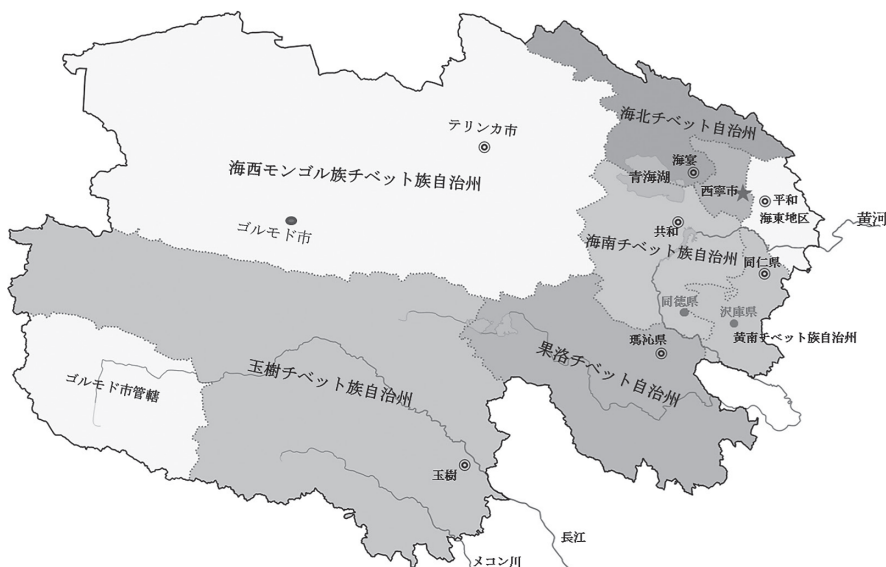 海北チベット自治州
テリンカ市
海晏
青海湖
西寧市
海西モンゴル族チベット族自治州
平和
海東地区
黄河
ゴルモド市
共和
海南チベット族自治州
同仁県
同徳県
沢庫県
黄南チベット族自治州
瑪沁県
果洛チベット自治州
玉樹チベット族自治州
ゴルモド市管轄
玉樹
長江
メコン川